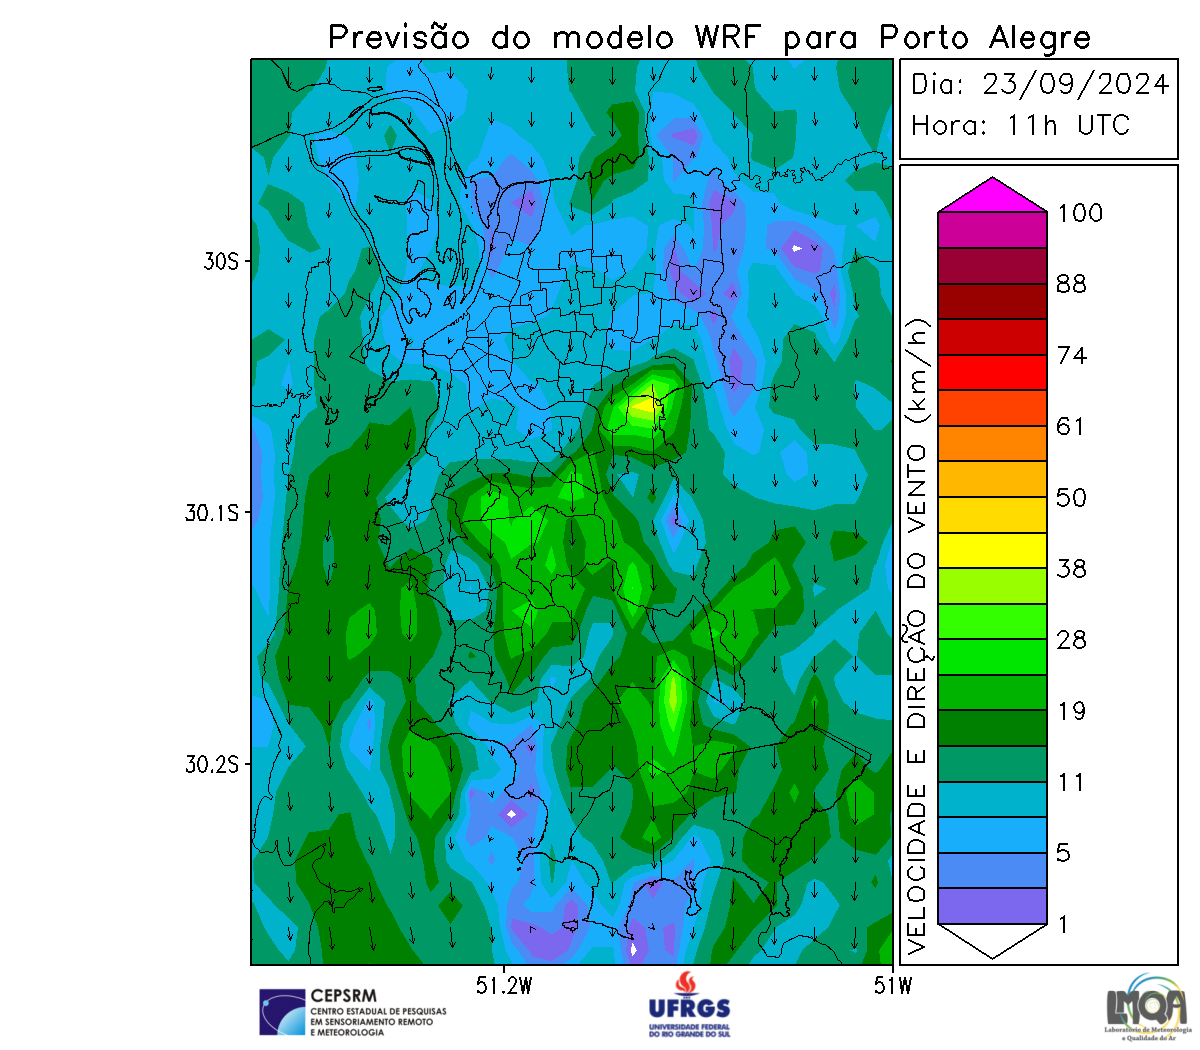 Previsão do modelo WRF para Porto Alegre
Dia: 23/09/2024
Hora: 11h UTC
30S
30.1S
30.2S
51.2W
51W
VELOCIDADE E DIREÇÃO DO VENTO (km/h)
100
88
74
61
50
38
28
19
11
5
1
CEPSRM
CENTRO ESTADUAL DE PESQUISAS
EM SENSORIAMENTO REMOTO
E METEOROLOGIA
UFRGS
UNIVERSIDADE FEDERAL
DO RIO GRANDE DO SUL
LMQA
Laboratório de Meteorologia
e Qualidade do Ar